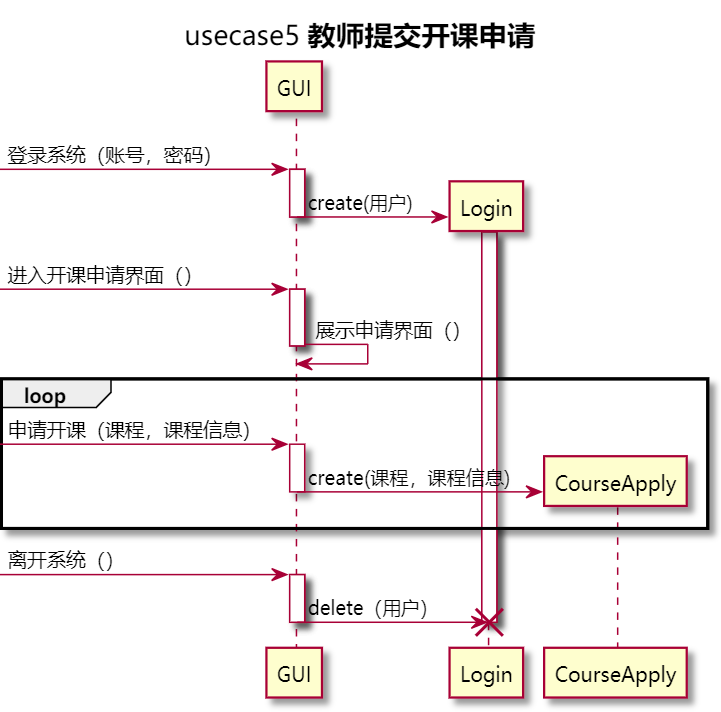 usecase5 教师提交开课申请
GUI
登录系统（账号，密码）
create(用户)
Login
进入开课申请界面（）
展示申请界面（）
loop
申请开课（课程，课程信息）
create(课程，课程信息)
CourseApply
离开系统（）
delete（用户）
GUI
Login
CourseApply